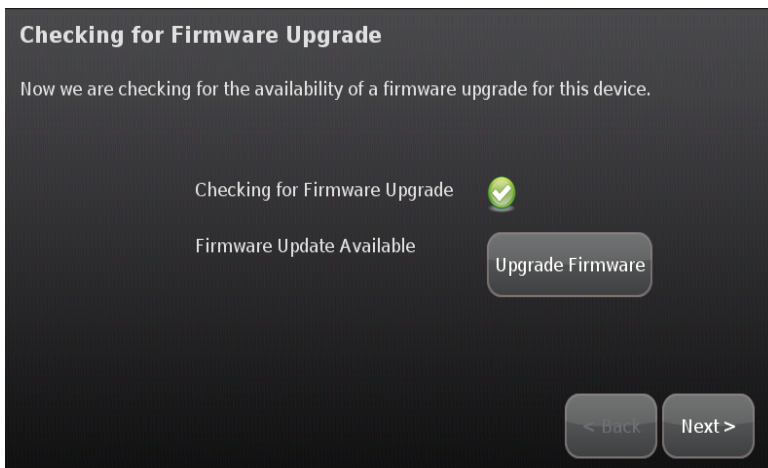 Checking for Firmware Upgrade
Now we are checking for the availability of a firmware upgrade for this device.
Checking for Firmware Upgrade
Firmware Update Available
Upgrade Firmware
< Back
Next >